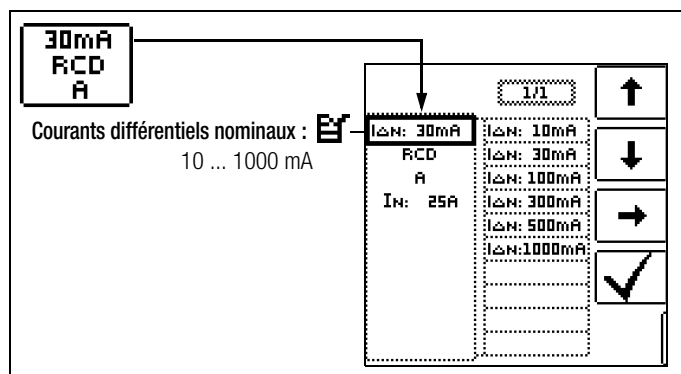 30mA
RCD
A
Courants différentiels nominaux :
10 ... 1000 mA
1/1
I∆N: 30mA
RCD
A
IN: 25A
I∆N: 10mA
I∆N: 30mA
I∆N: 100mA
I∆N: 300mA
I∆N: 500mA
I∆N:1000mA